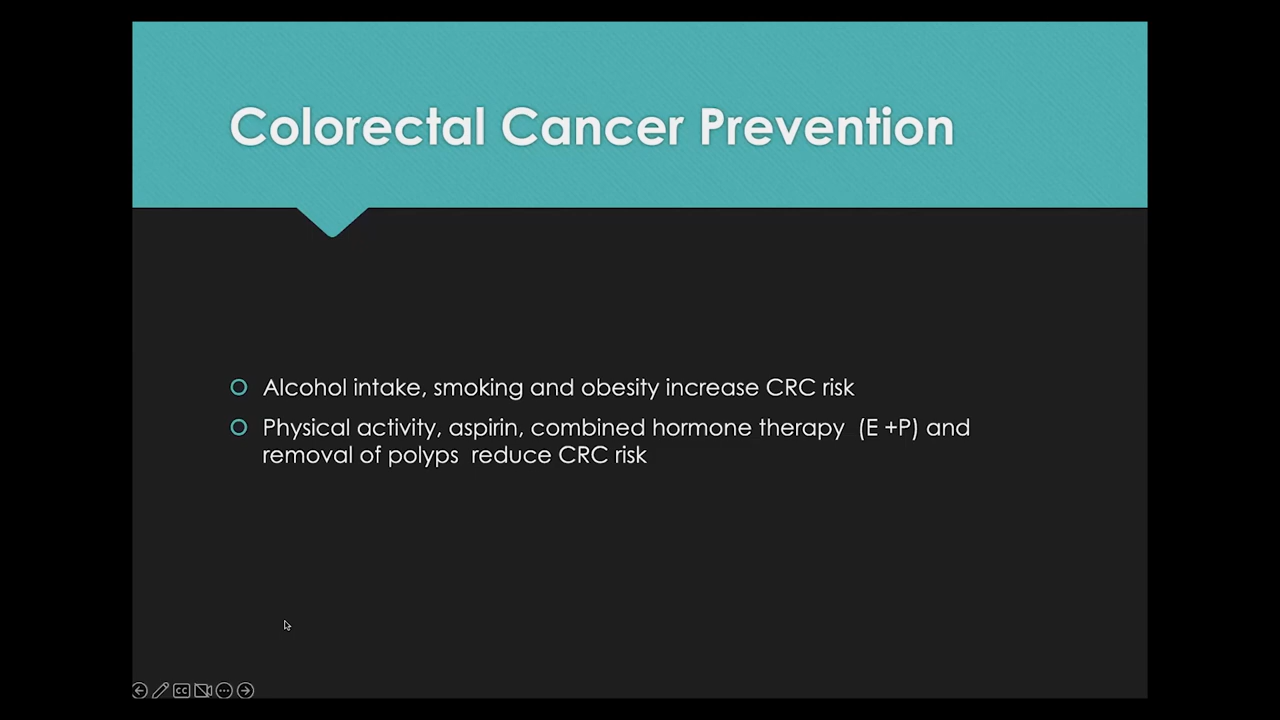 Colorectal Cancer Prevention
Alcohol intake, smoking and obesity increase CRC risk
Physical activity, aspirin, combined hormone therapy  (E +P) and
removal of polyps  reduce CRC risk
CC